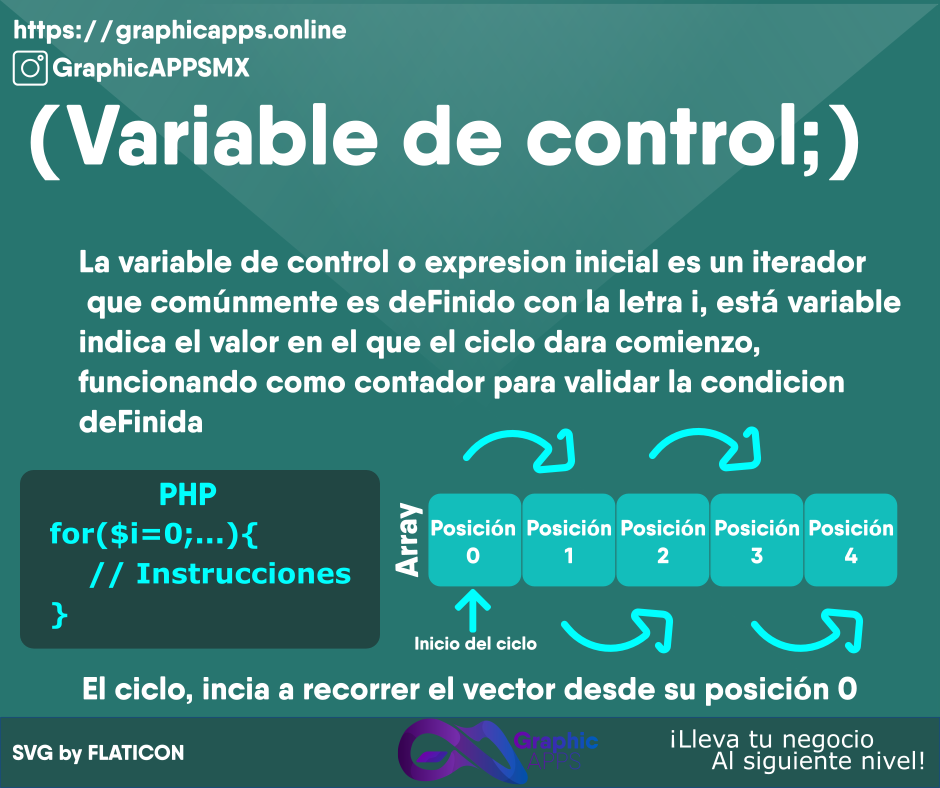 https://graphicapps.online
GraphicAPPSMX
(Variable de control;)
La variable de control o expresion inicial es un iterador
que comúnmente es deFinido con la letra i, está variable
indica el valor en el que el ciclo dara comienzo,
funcionando como contador para validar la condicion
deFinida
PHP
for($i=0;...){
// Instrucciones
}
Array
Posición
0
Posición
1
Posición
2
Posición
3
Posición
4
Inicio del ciclo
El ciclo, incia a recorrer el vector desde su posición 0
SVG by FLATICON
Graphic
APPS
¡Lleva tu negocio
Al siguiente nivel!